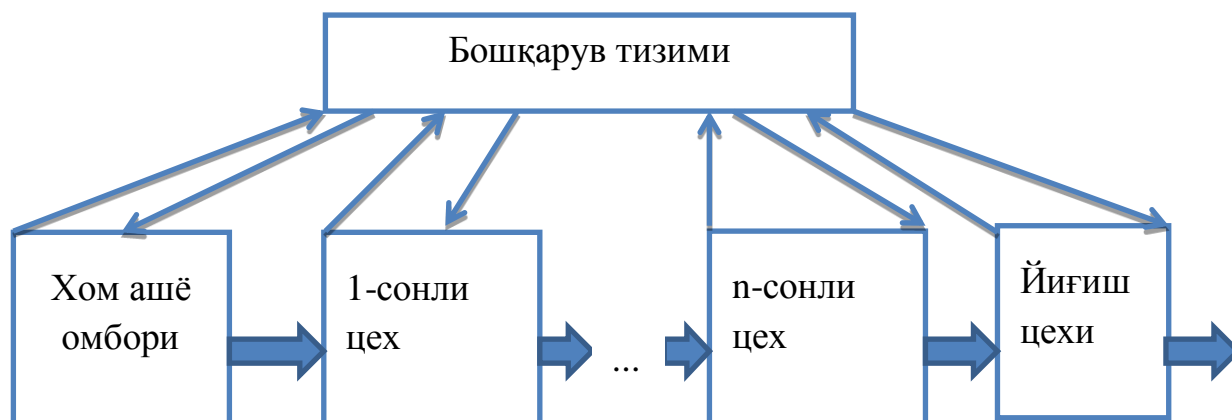 Бошқарув тизими
Хом ашё
омбори
1-сонли
цех
...
n-сонли
цех
Йиғиш
цехи